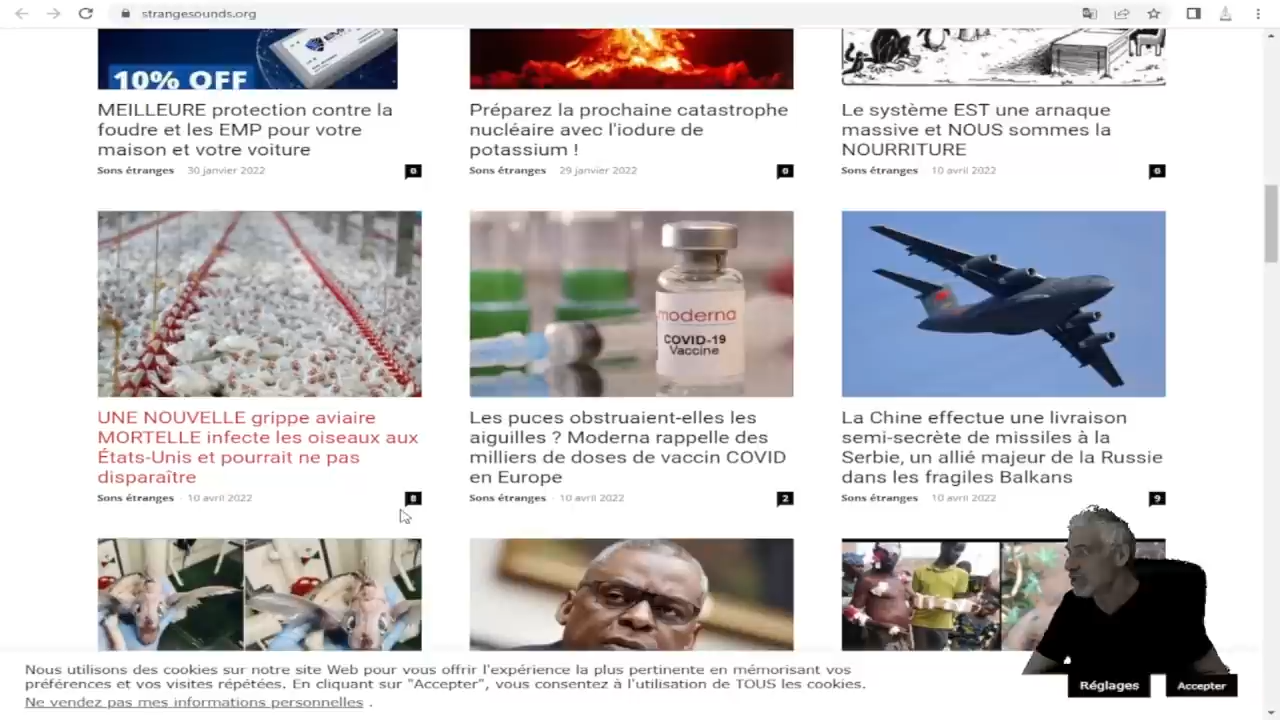 strangesounds.org
10% OFF
EMP
MEILLEURE protection contre la
foudre et les EMP pour votre
maison et votre voiture
Sons étranges - 30 janvier 2022
0
Préparez la prochaine catastrophe
nucléaire avec l'iodure de
potassium !
Sons étranges - 29 janvier 2022
0
Le système EST une arnaque
massive et NOUS sommes la
NOURRITURE
Sons étranges - 10 avril 2022
0
UNE NOUVELLE grippe aviaire
MORTELLE infecte les oiseaux aux
États-Unis et pourrait ne pas
disparaître
Sons étranges - 10 avril 2022
8
moderna
COVID-19
Vaccine
Les puces obstruaient-elles les
aiguilles ? Moderna rappelle des
milliers de doses de vaccin COVID
en Europe
Sons étranges - 10 avril 2022
2
La Chine effectue une livraison
semi-secrète de missiles à la
Serbie, un allié majeur de la Russie
dans les fragiles Balkans
Sons étranges - 10 avril 2022
9
Nous utilisons des cookies sur notre site Web pour vous offrir l'expérience la plus pertinente en mémorisant vos
préférences et vos visites répétées. En cliquant sur "Accepter", vous consentez à l'utilisation de TOUS les cookies.
Ne vendez pas mes informations personnelles .
Réglages
Accepter